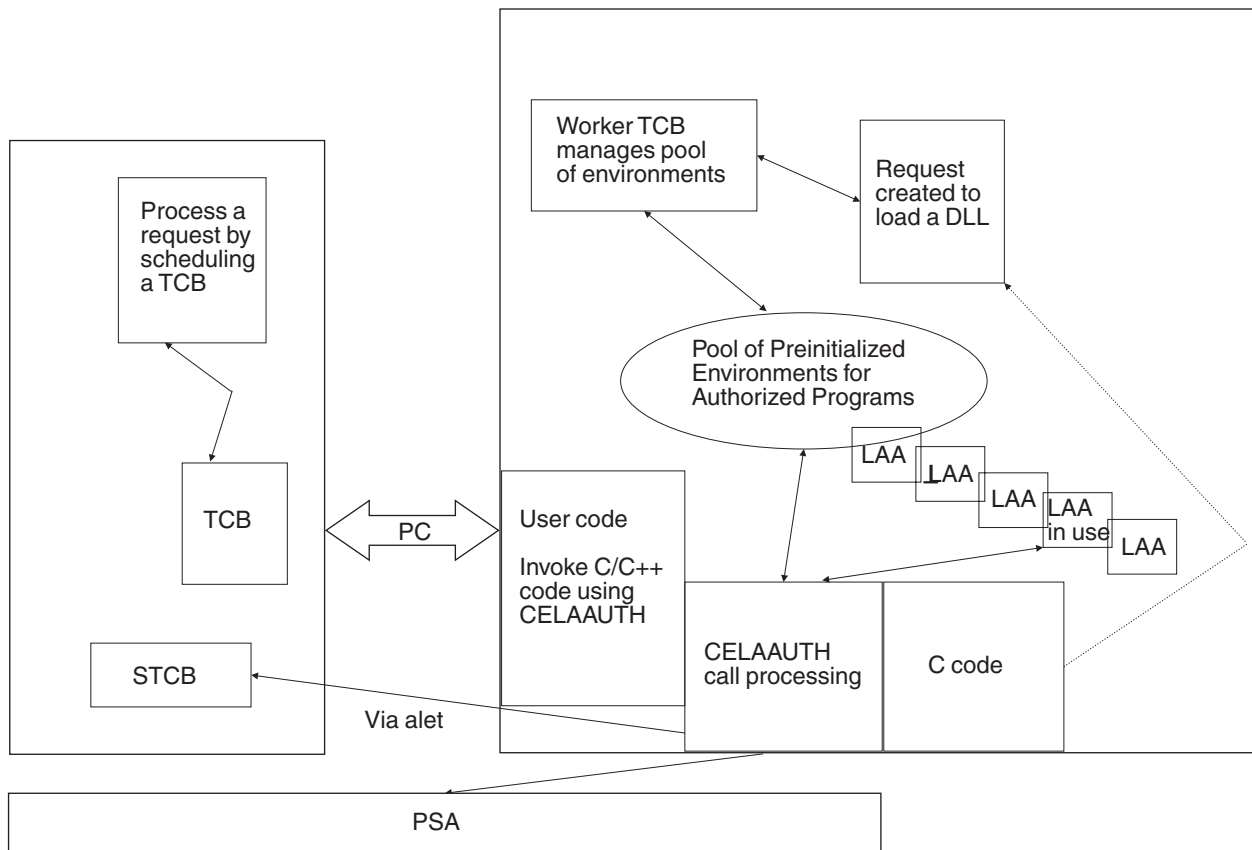 Worker TCB
manages pool
of environments
Request
created to
load a DLL
Process a
request by
scheduling
a TCB
Pool of Preinitialized
Environments for
Authorized Programs
LAA
LAA
LAA
LAA
in use
LAA
TCB
PC
User code
Invoke C/C++
code using
CELAAUTH
CELAAUTH
call processing
C code
STCB
Via alet
PSA